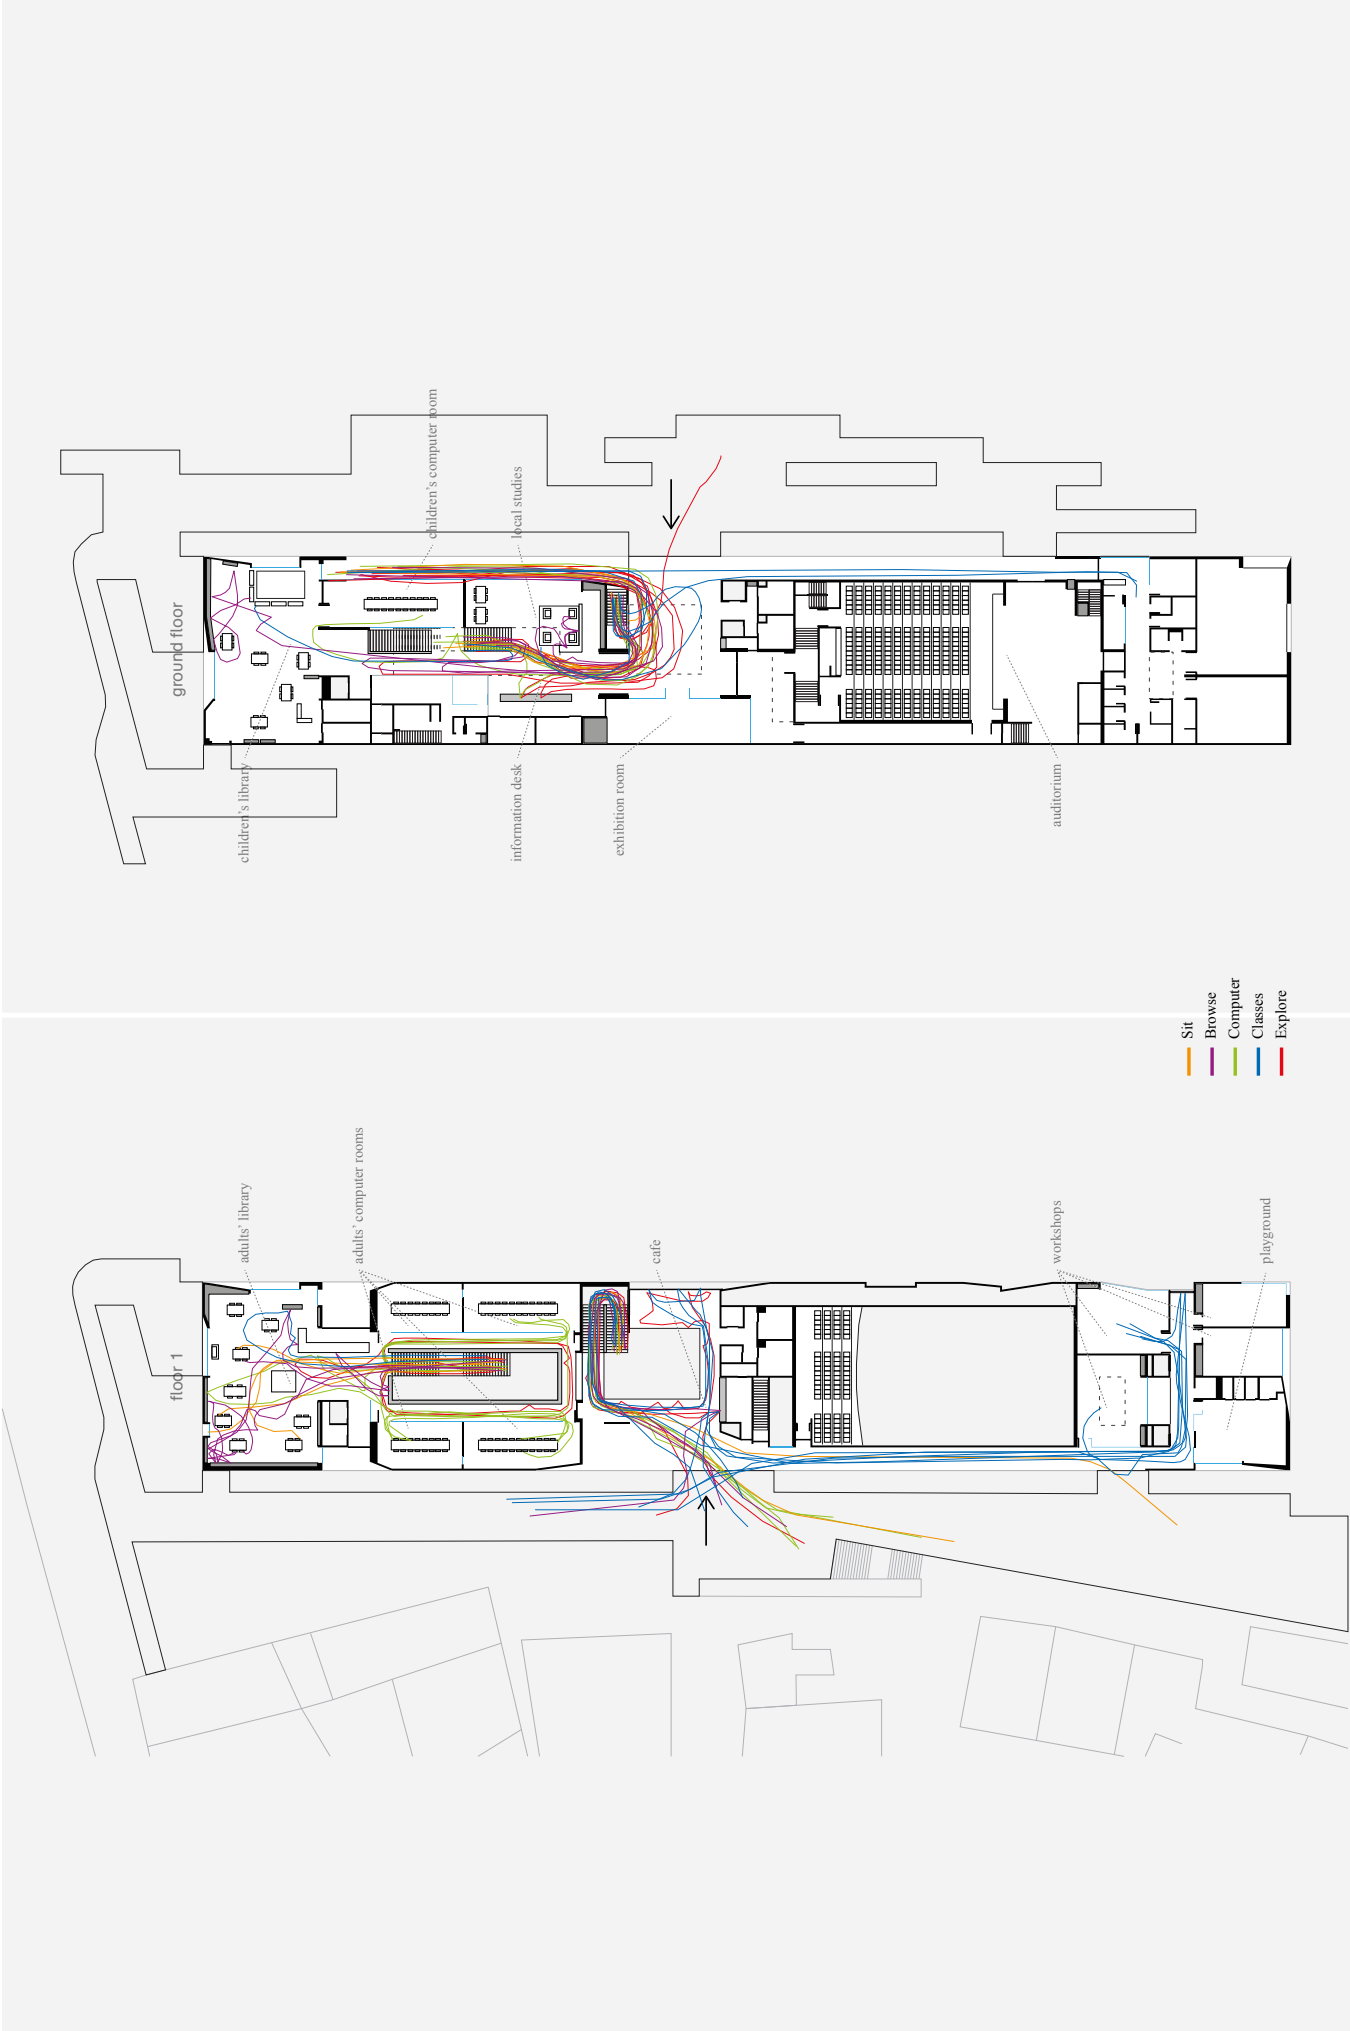 ground floor
children's library
children's computer room
local studies
information desk
exhibition room
auditorium
floor 1
adults' library
adults' computer rooms
cafe
workshops
playground
Sit
Browse
Computer
Classes
Explore